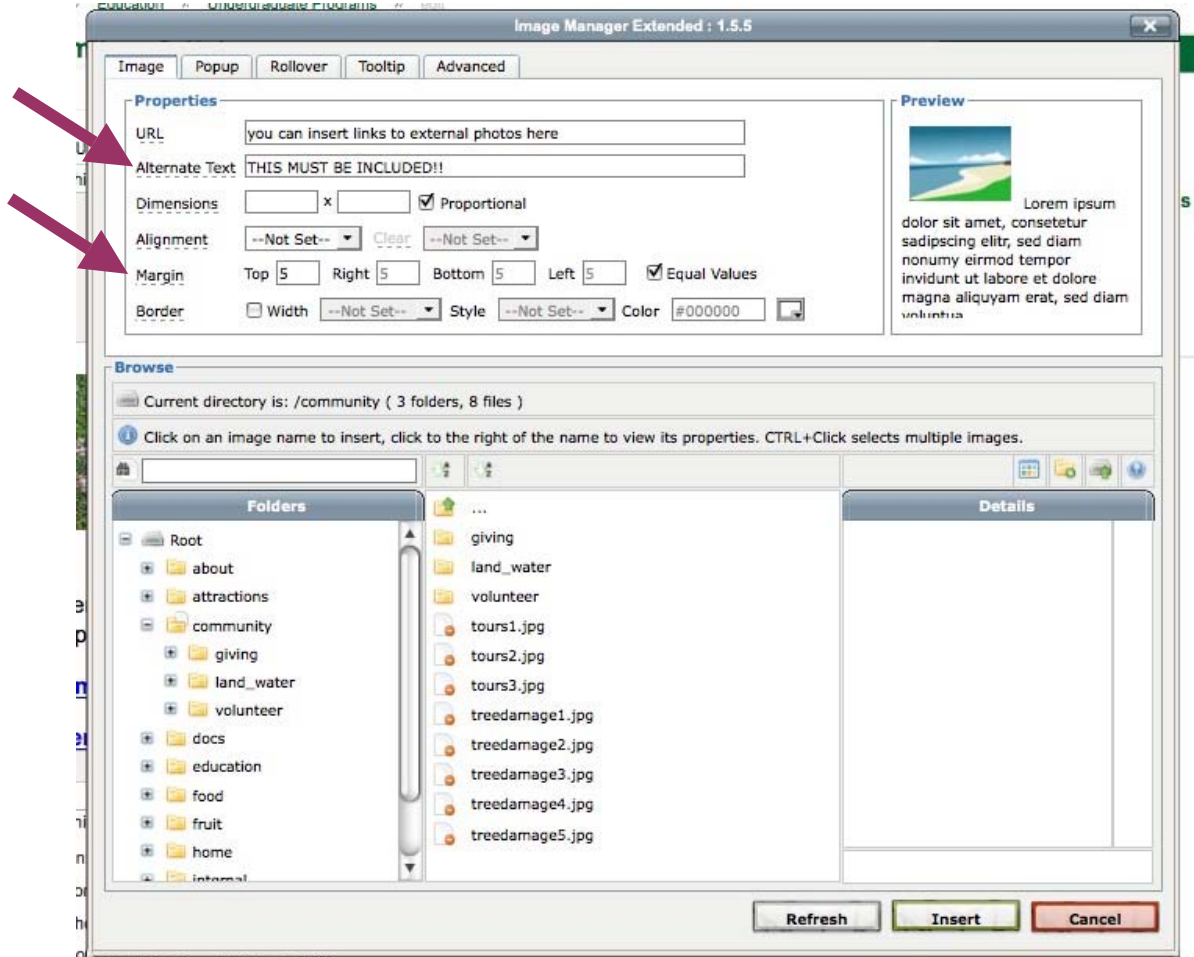 Education // Undergraduate Programs // edit
Image Manager Extended : 1.5.5
Image Popup Rollover Tooltip Advanced
Properties
URL you can insert links to external photos here
Alternate Text THIS MUST BE INCLUDED!!
Dimensions x Proportional
Alignment --Not Set-- Clear --Not Set--
Margin Top 5 Right 5 Bottom 5 Left 5 Equal Values
Border Width --Not Set-- Style --Not Set-- Color #000000
Preview
Lorem ipsum
dolor sit amet, consetetur
sadipscing elitr, sed diam
nonumy eirmod tempor
invidunt ut labore et dolore
magna aliquyam erat, sed diam
voluptua
Browse
Current directory is: /community ( 3 folders, 8 files )
Click on an image name to insert, click to the right of the name to view its properties. CTRL+Click selects multiple images.
Folders
Root
about
attractions
community
giving
land_water
volunteer
docs
education
food
fruit
home
internal
...
giving
land_water
volunteer
tours1.jpg
tours2.jpg
tours3.jpg
treedamage1.jpg
treedamage2.jpg
treedamage3.jpg
treedamage4.jpg
treedamage5.jpg
Details
Refresh Insert Cancel